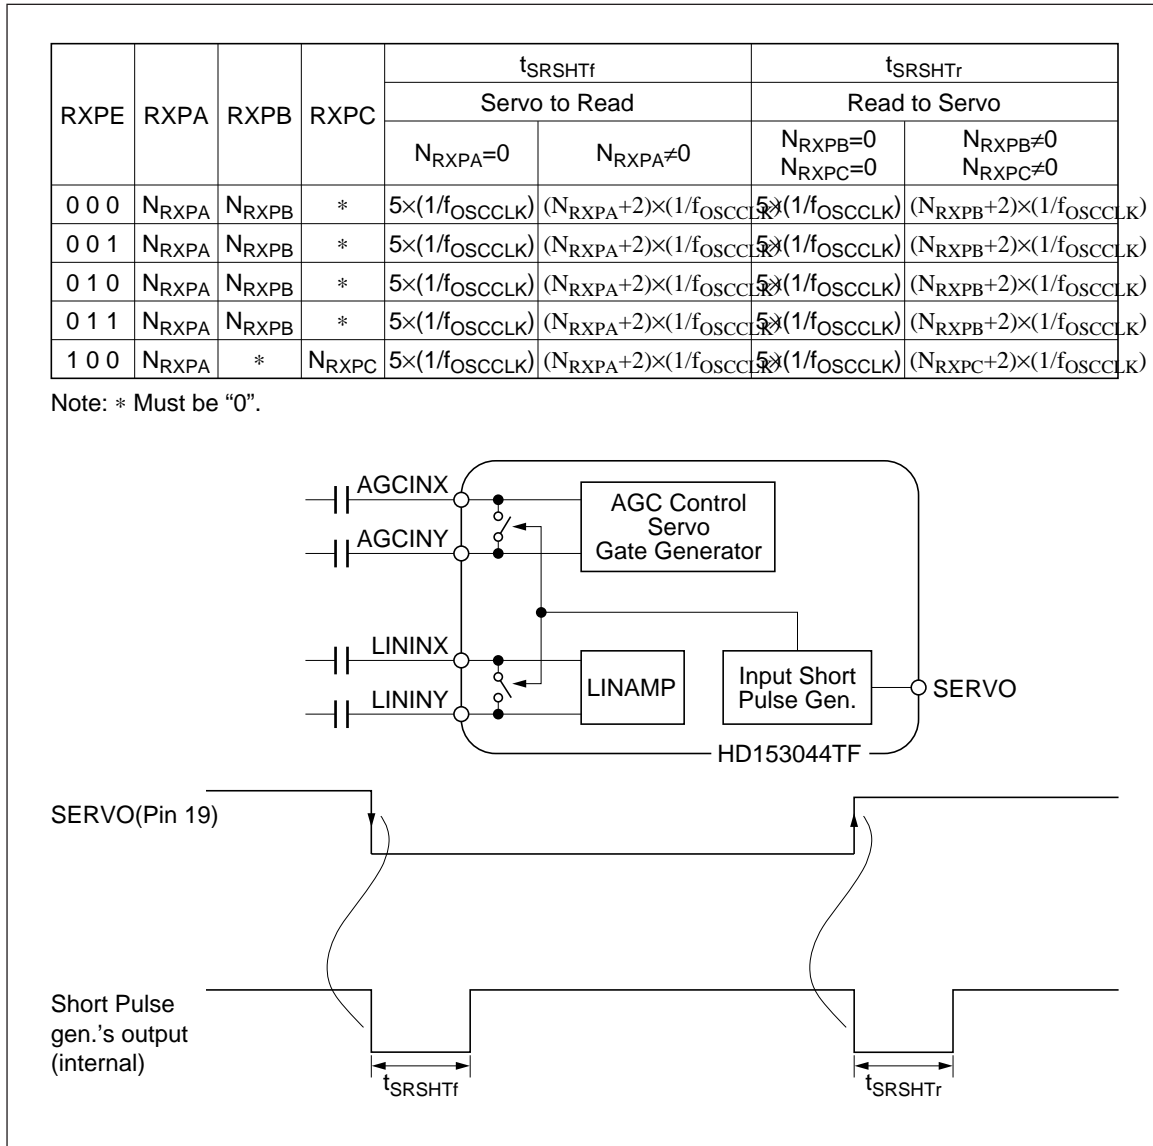 RXPE RXPA RXPB RXPC tSRSHTf tSRSHTr
Servo to Read Read to Servo
NRXPA=0 NRXPA≠0 NRXPB=0 NRXPC=0 NRXPB≠0 NRXPC≠0
0 0 0 NRXPA NRXPB * 5×(1/fOSCCLK) (NRXPA+2)×(1/fOSCCLK) 5×(1/fOSCCLK) (NRXPB+2)×(1/fOSCCLK)
0 0 1 NRXPA NRXPB * 5×(1/fOSCCLK) (NRXPA+2)×(1/fOSCCLK) 5×(1/fOSCCLK) (NRXPB+2)×(1/fOSCCLK)
0 1 0 NRXPA NRXPB * 5×(1/fOSCCLK) (NRXPA+2)×(1/fOSCCLK) 5×(1/fOSCCLK) (NRXPB+2)×(1/fOSCCLK)
0 1 1 NRXPA NRXPB * 5×(1/fOSCCLK) (NRXPA+2)×(1/fOSCCLK) 5×(1/fOSCCLK) (NRXPB+2)×(1/fOSCCLK)
1 0 0 NRXPA * NRXPC 5×(1/fOSCCLK) (NRXPA+2)×(1/fOSCCLK) 5×(1/fOSCCLK) (NRXPC+2)×(1/fOSCCLK)
Note: * Must be “0”.
AGCINX
AGCINY
AGC Control
Servo
Gate Generator
LININX
LININY
LINAMP
Input Short
Pulse Gen.
SERVO
HD153044TF
SERVO(Pin 19)
Short Pulse
gen.’s output
(internal)
tSRSHTf
tSRSHTr